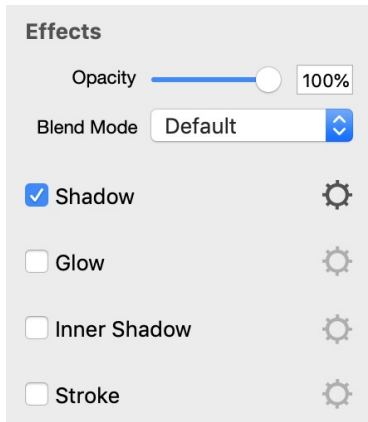 Effects
Opacity 100%
Blend Mode Default
Shadow
Glow
Inner Shadow
Stroke